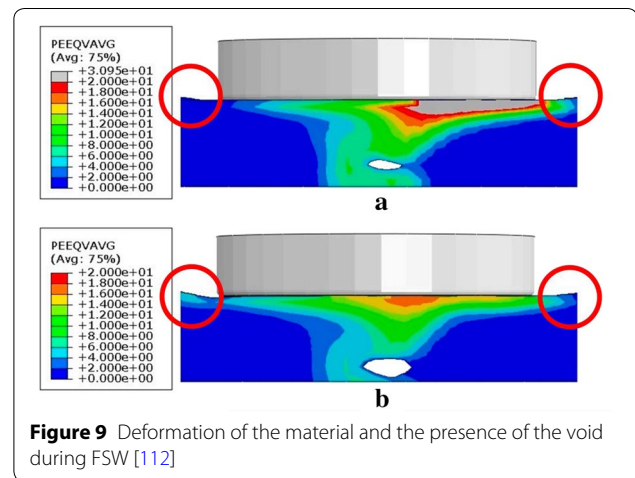 PEEQVAVG
(Avg: 75%)
+3.095e+01
+2.000e+01
+1.800e+01
+1.600e+01
+1.400e+01
+1.200e+01
+1.000e+01
+8.000e+00
+6.000e+00
+4.000e+00
+2.000e+00
+0.000e+00
a
PEEQVAVG
(Avg: 75%)
+2.000e+01
+1.800e+01
+1.600e+01
+1.400e+01
+1.200e+01
+1.000e+01
+8.000e+00
+6.000e+00
+4.000e+00
+2.000e+00
+0.000e+00
b
Figure 9 Deformation of the material and the presence of the void
during FSW [112]